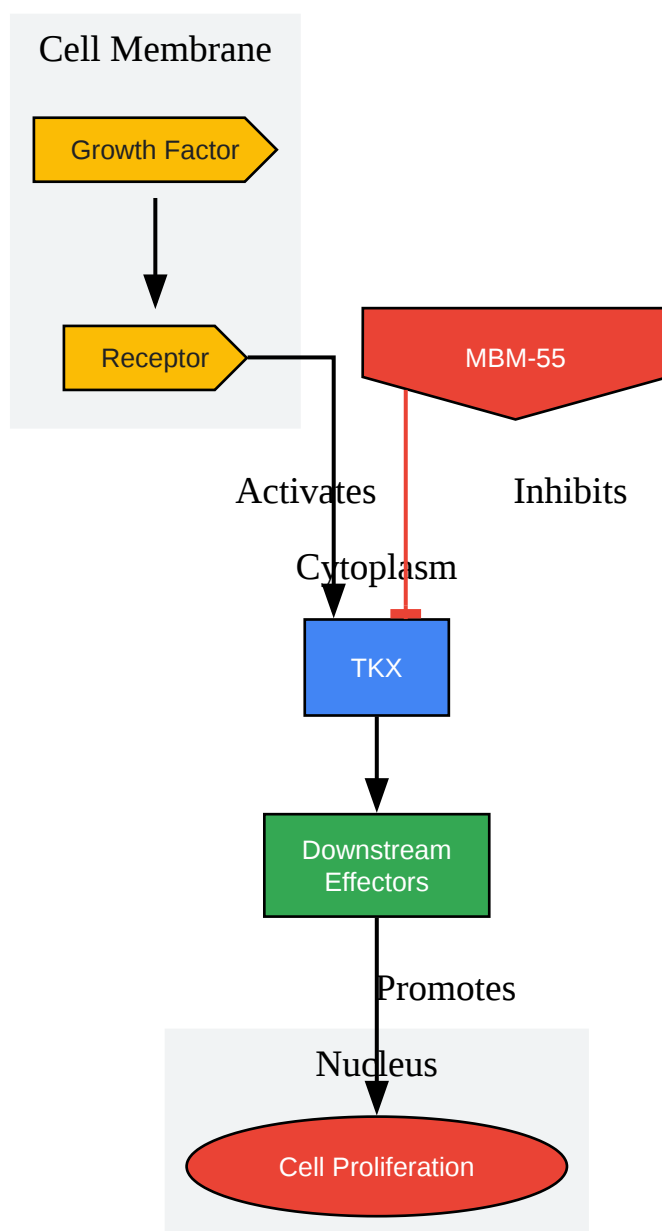 Cell Membrane
Growth Factor
Receptor
MBM-55
Activates
Inhibits
Cytoplasm
TKX
Downstream
Effectors
Promotes
Nucleus
Cell Proliferation